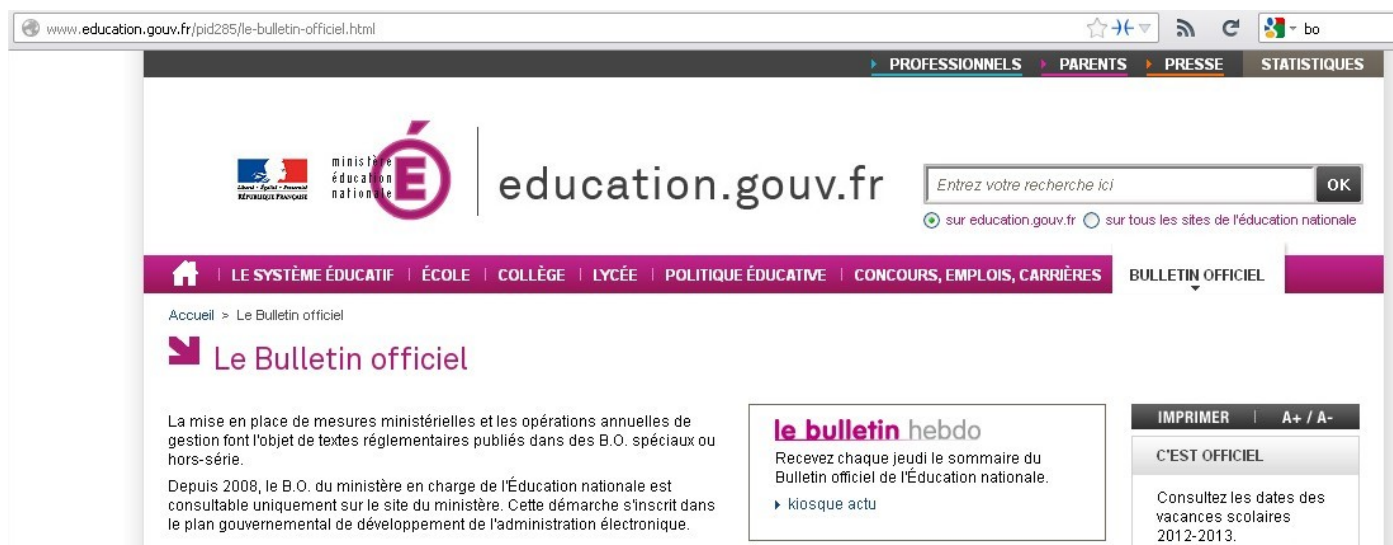 www.education.gouv.fr/pid285/le-bulletin-officiel.html
bo
PROFESSIONNELS PARENTS PRESSE STATISTIQUES
Liberté • Égalité • Fraternité
RÉPUBLIQUE FRANÇAISE
ministère
éducation
nationale
É
education.gouv.fr
Entrez votre recherche ici
OK
sur education.gouv.fr sur tous les sites de l'éducation nationale
LE SYSTÈME ÉDUCATIF | ÉCOLE | COLLÈGE | LYCÉE | POLITIQUE ÉDUCATIVE | CONCOURS, EMPLOIS, CARRIÈRES BULLETIN OFFICIEL
Accueil > Le Bulletin officiel
Le Bulletin officiel
La mise en place de mesures ministérielles et les opérations annuelles de
gestion font l'objet de textes réglementaires publiés dans des B.O. spéciaux ou
hors-série.
Depuis 2008, le B.O. du ministère en charge de l'Éducation nationale est
consultable uniquement sur le site du ministère. Cette démarche s'inscrit dans
le plan gouvernemental de développement de l'administration électronique.
le bulletin hebdo
Recevez chaque jeudi le sommaire du
Bulletin officiel de l'Éducation nationale.
kiosque actu
IMPRIMER | A+ / A-
C'EST OFFICIEL
Consultez les dates des
vacances scolaires
2012-2013.